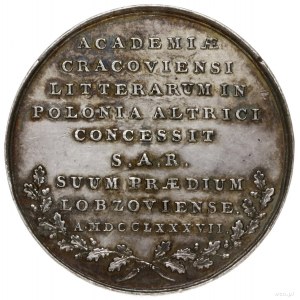 ACADEMIÆ
CRACOVIENSI
LITTERARUM IN
POLONIA ALTRICI
CONCESSIT
S. A. R.
SUUM PRÆDIUM
LOBZOVIENSE.
A. MDCCLXXXVII.